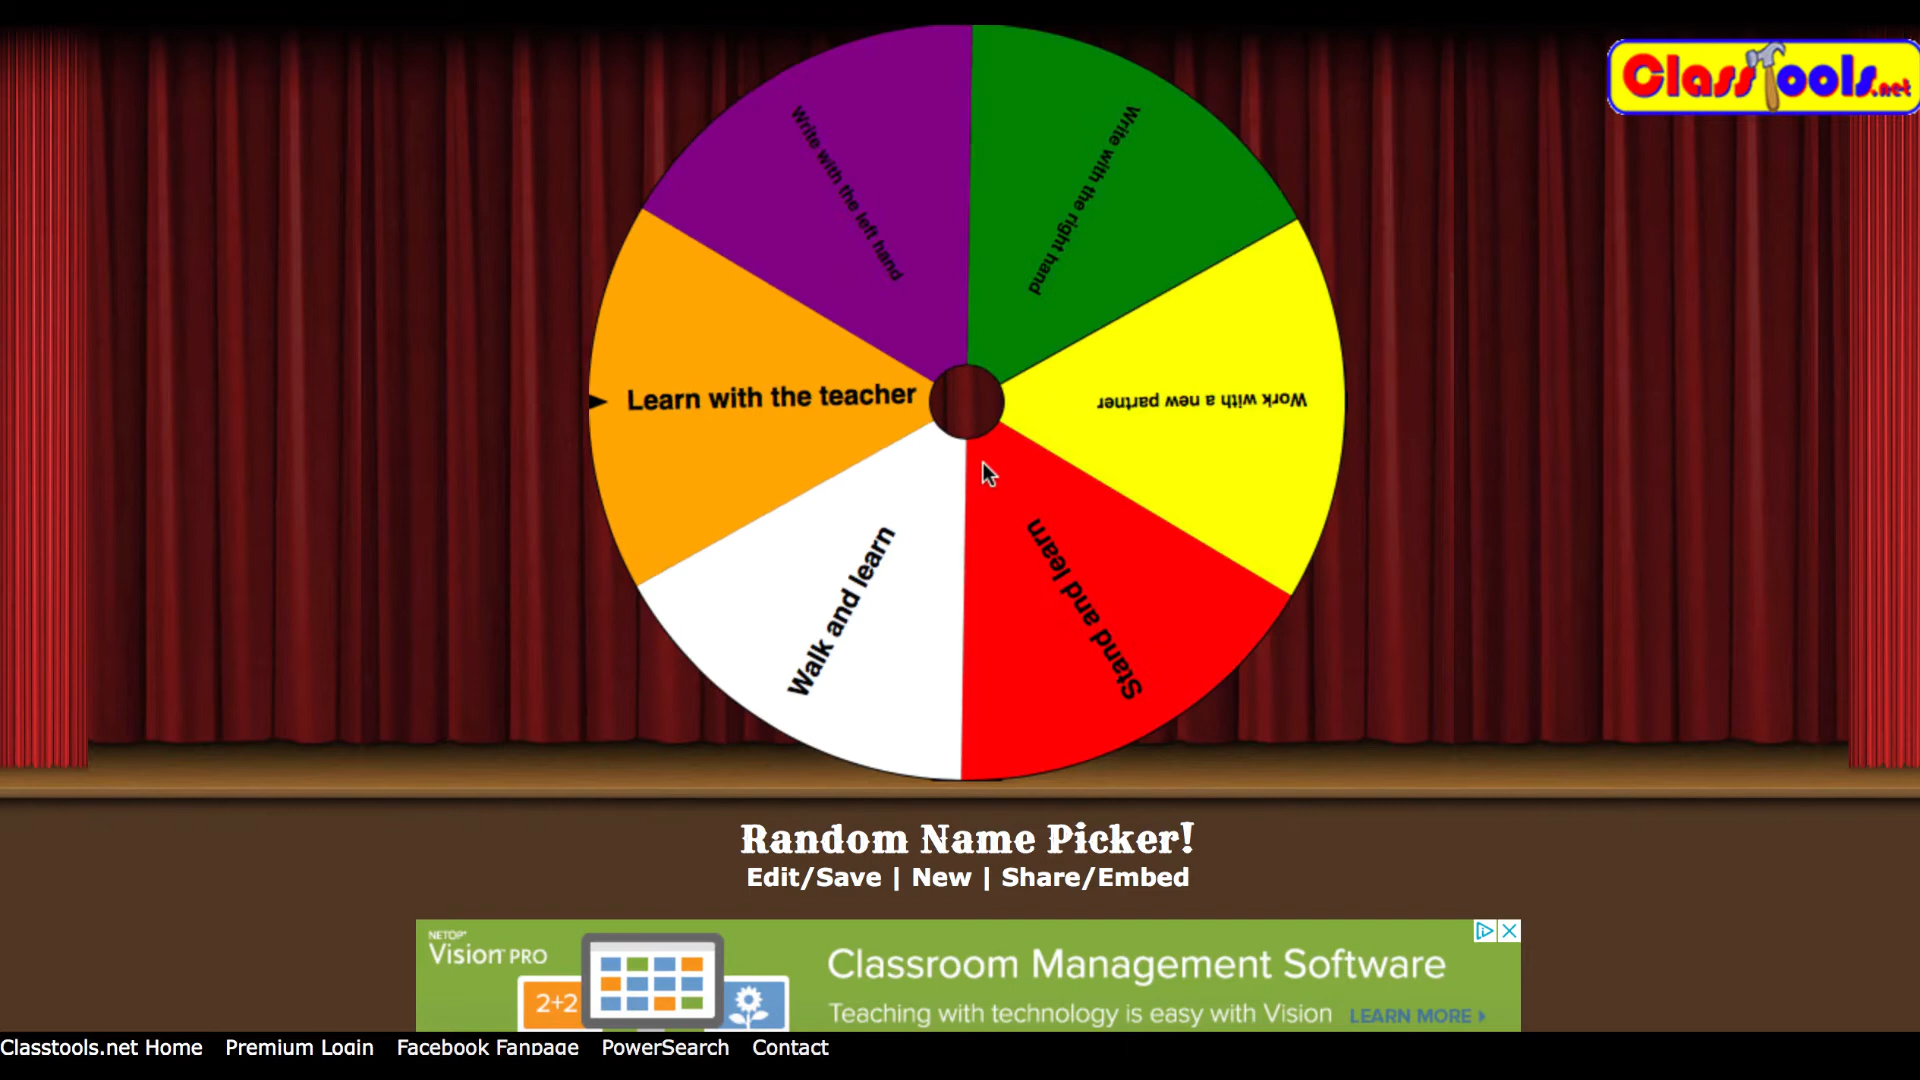 ClassTools.net
Write with the left hand
Write with the right hand
Learn with the teacher
Work with a new partner
Walk and learn
Stand and learn
Random Name Picker!
Edit/Save | New | Share/Embed
NETOP
Vision PRO
2+2
Classroom Management Software
Teaching with technology is easy with Vision LEARN MORE
Classtools.net Home Premium Login Facebook Fanpage PowerSearch Contact